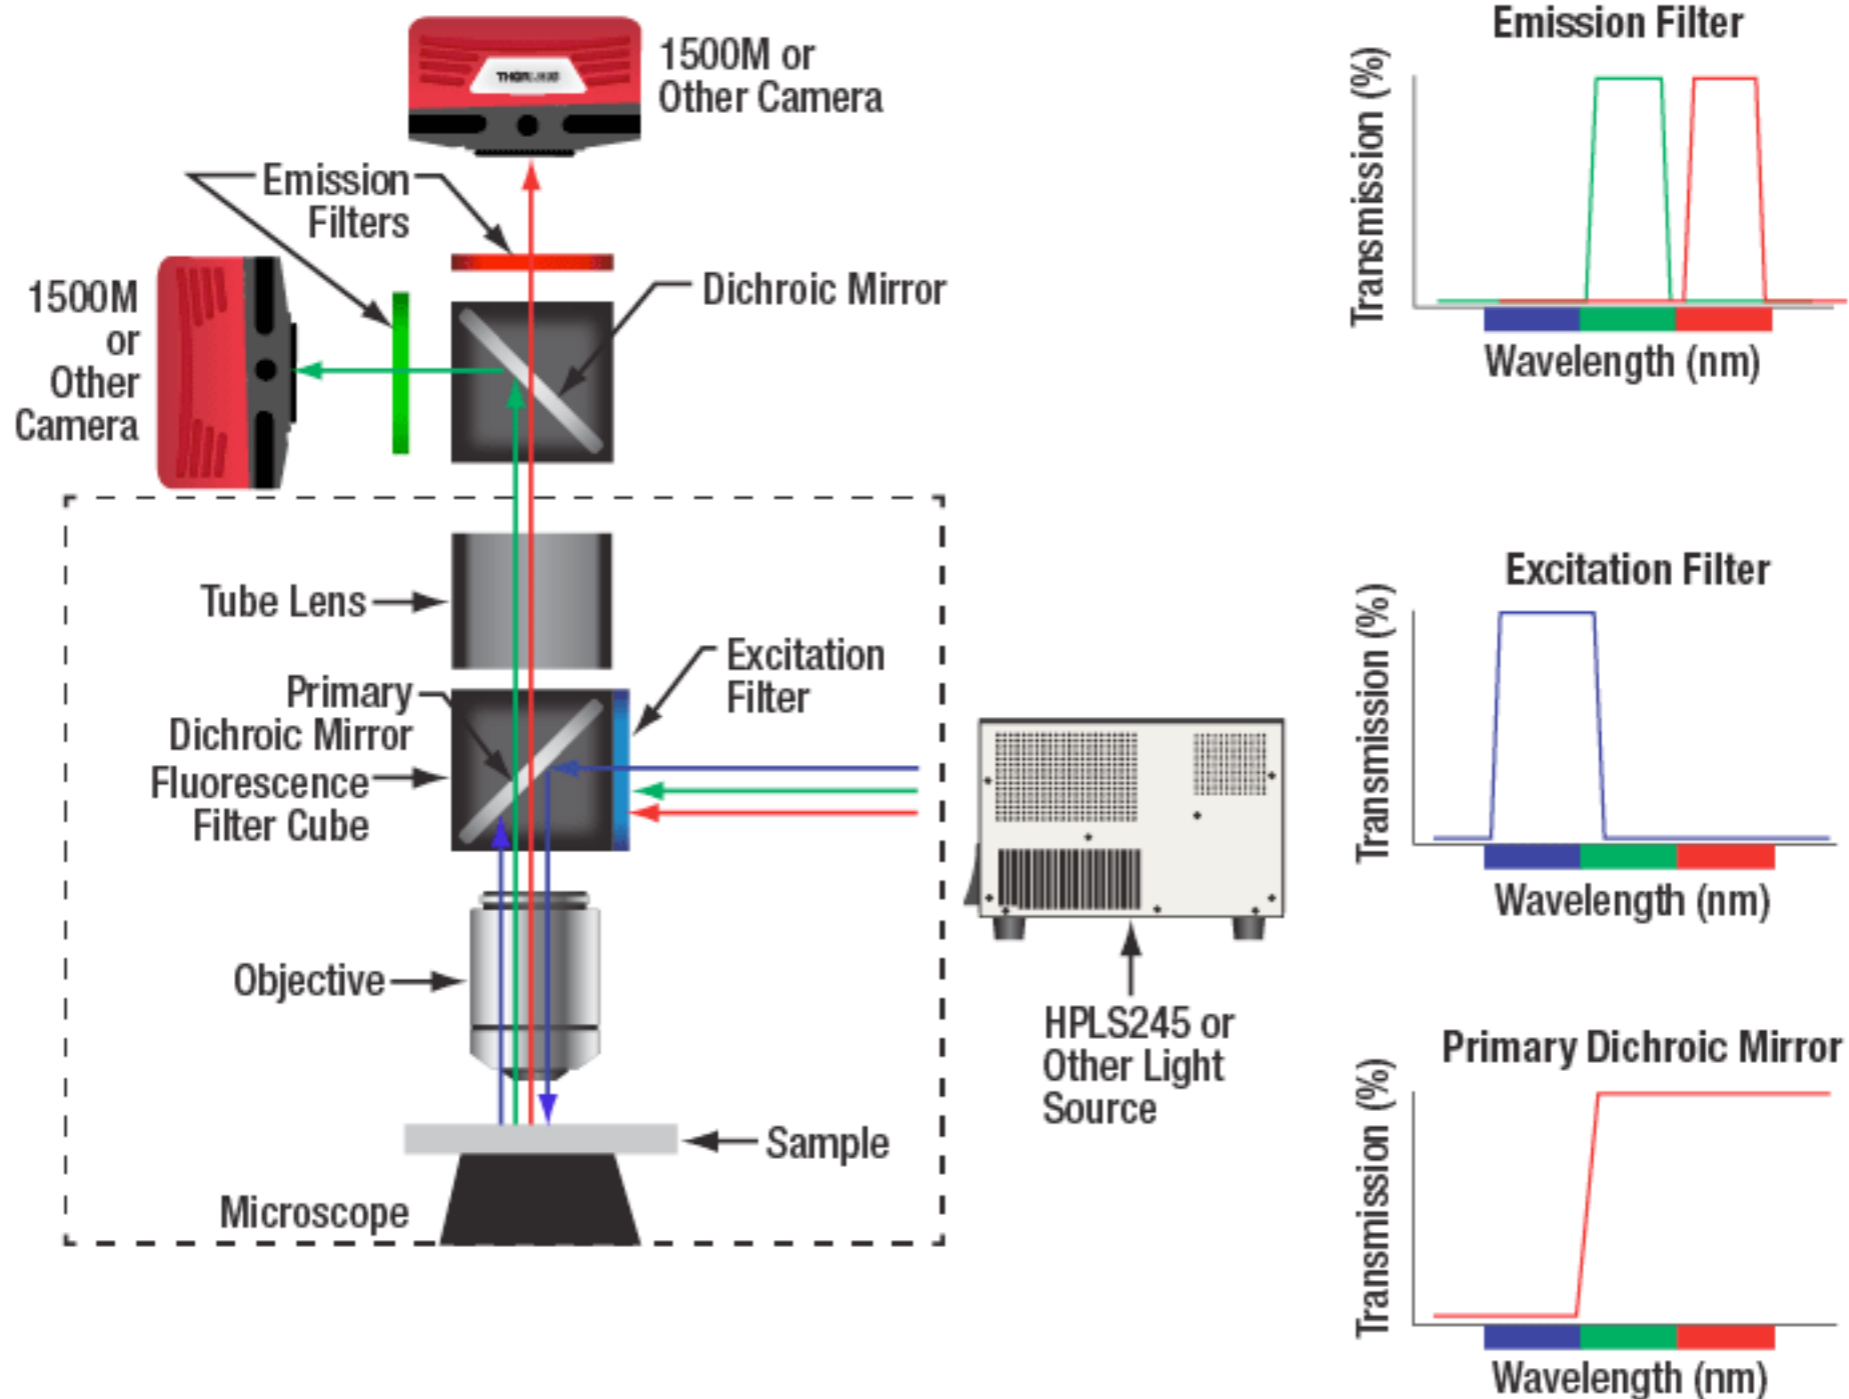 1500M or
Other Camera
Emission
Filters
1500M
or
Other
Camera
Dichroic Mirror
Tube Lens
Excitation
Filter
Primary
Dichroic Mirror
Fluorescence
Filter Cube
Objective
HPLS245 or
Other Light
Source
Sample
Microscope
Emission Filter
Transmission (%)
Wavelength (nm)
Excitation Filter
Transmission (%)
Wavelength (nm)
Primary Dichroic Mirror
Transmission (%)
Wavelength (nm)